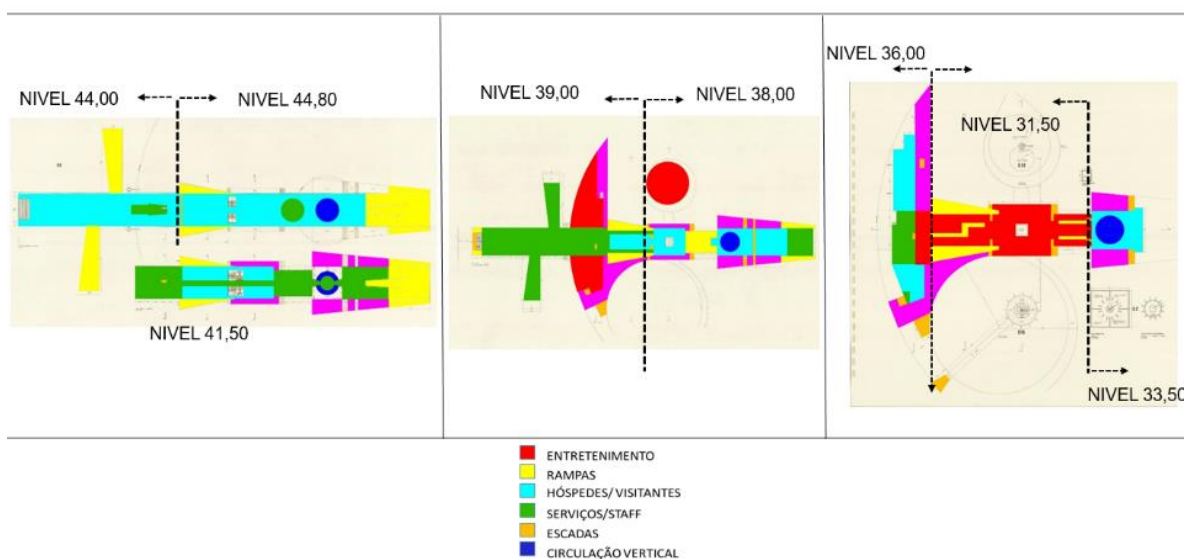 NIVEL 44,00
NIVEL 44,80
NIVEL 41,50
NIVEL 39,00
NIVEL 38,00
NIVEL 36,00
NIVEL 31,50
NIVEL 33,50
ENTRETENIMENTO
RAMPAS
HÓSPEDES/ VISITANTES
SERVIÇOS/STAFF
ESCADAS
CIRCULAÇÃO VERTICAL